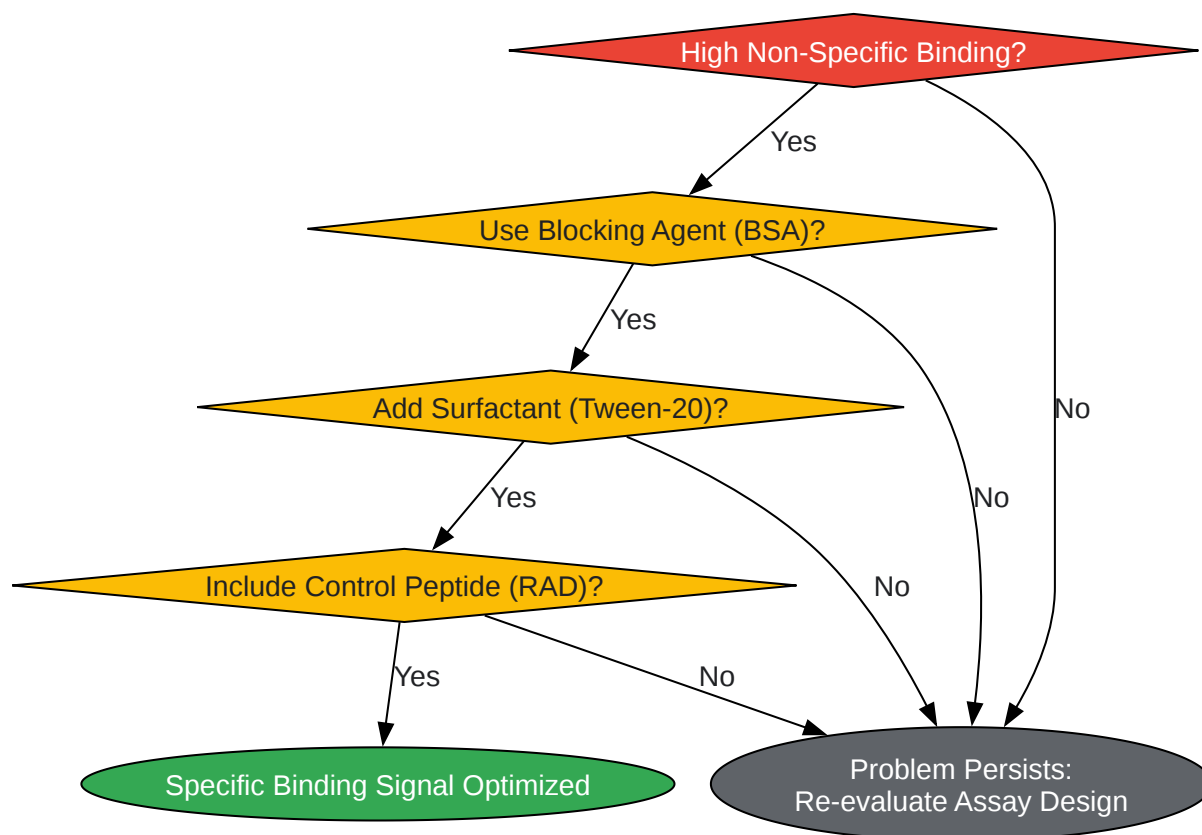 High Non-Specific Binding?
Yes
Use Blocking Agent (BSA)?
Yes
Add Surfactant (Tween-20)?
No
Yes
No
Include Control Peptide (RAD)?
No
Yes
No
Specific Binding Signal Optimized
Problem Persists:
Re-evaluate Assay Design